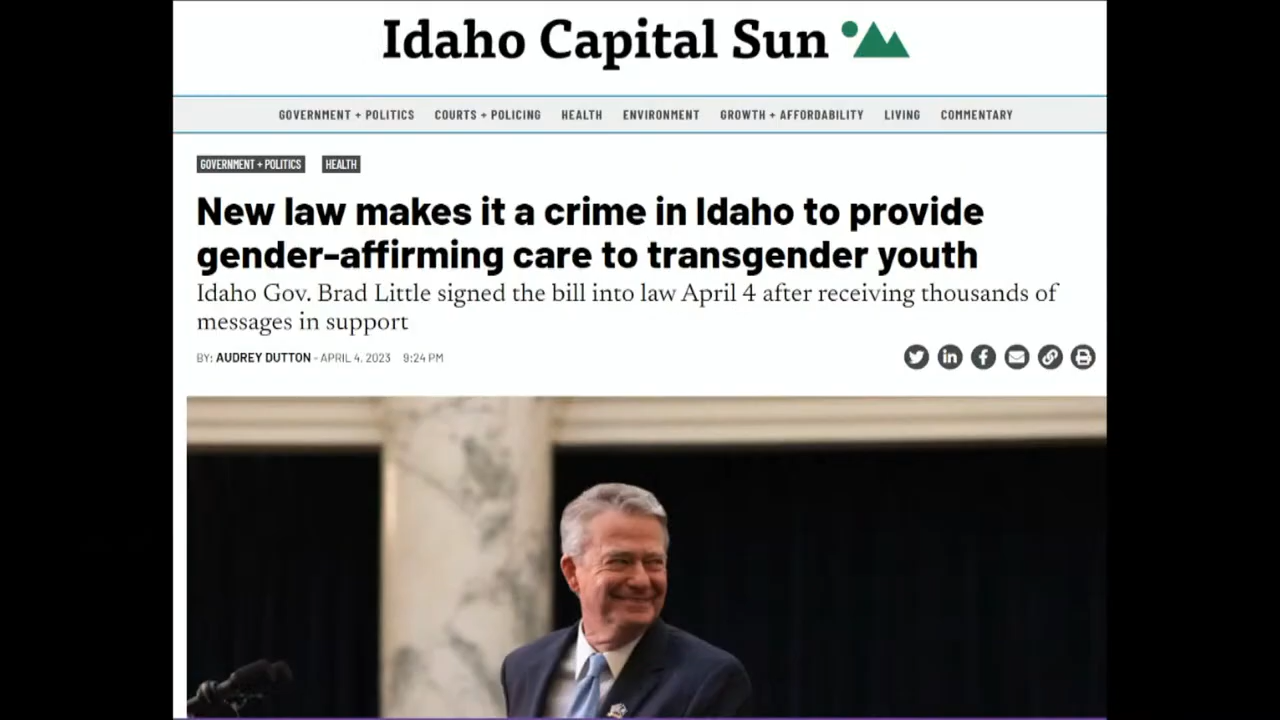 Idaho Capital Sun
GOVERNMENT + POLITICS COURTS + POLICING HEALTH ENVIRONMENT GROWTH + AFFORDABILITY LIVING COMMENTARY
GOVERNMENT + POLITICS HEALTH
New law makes it a crime in Idaho to provide
gender-affirming care to transgender youth
Idaho Gov. Brad Little signed the bill into law April 4 after receiving thousands of
messages in support
BY: AUDREY DUTTON - APRIL 4, 2023 9:24 PM